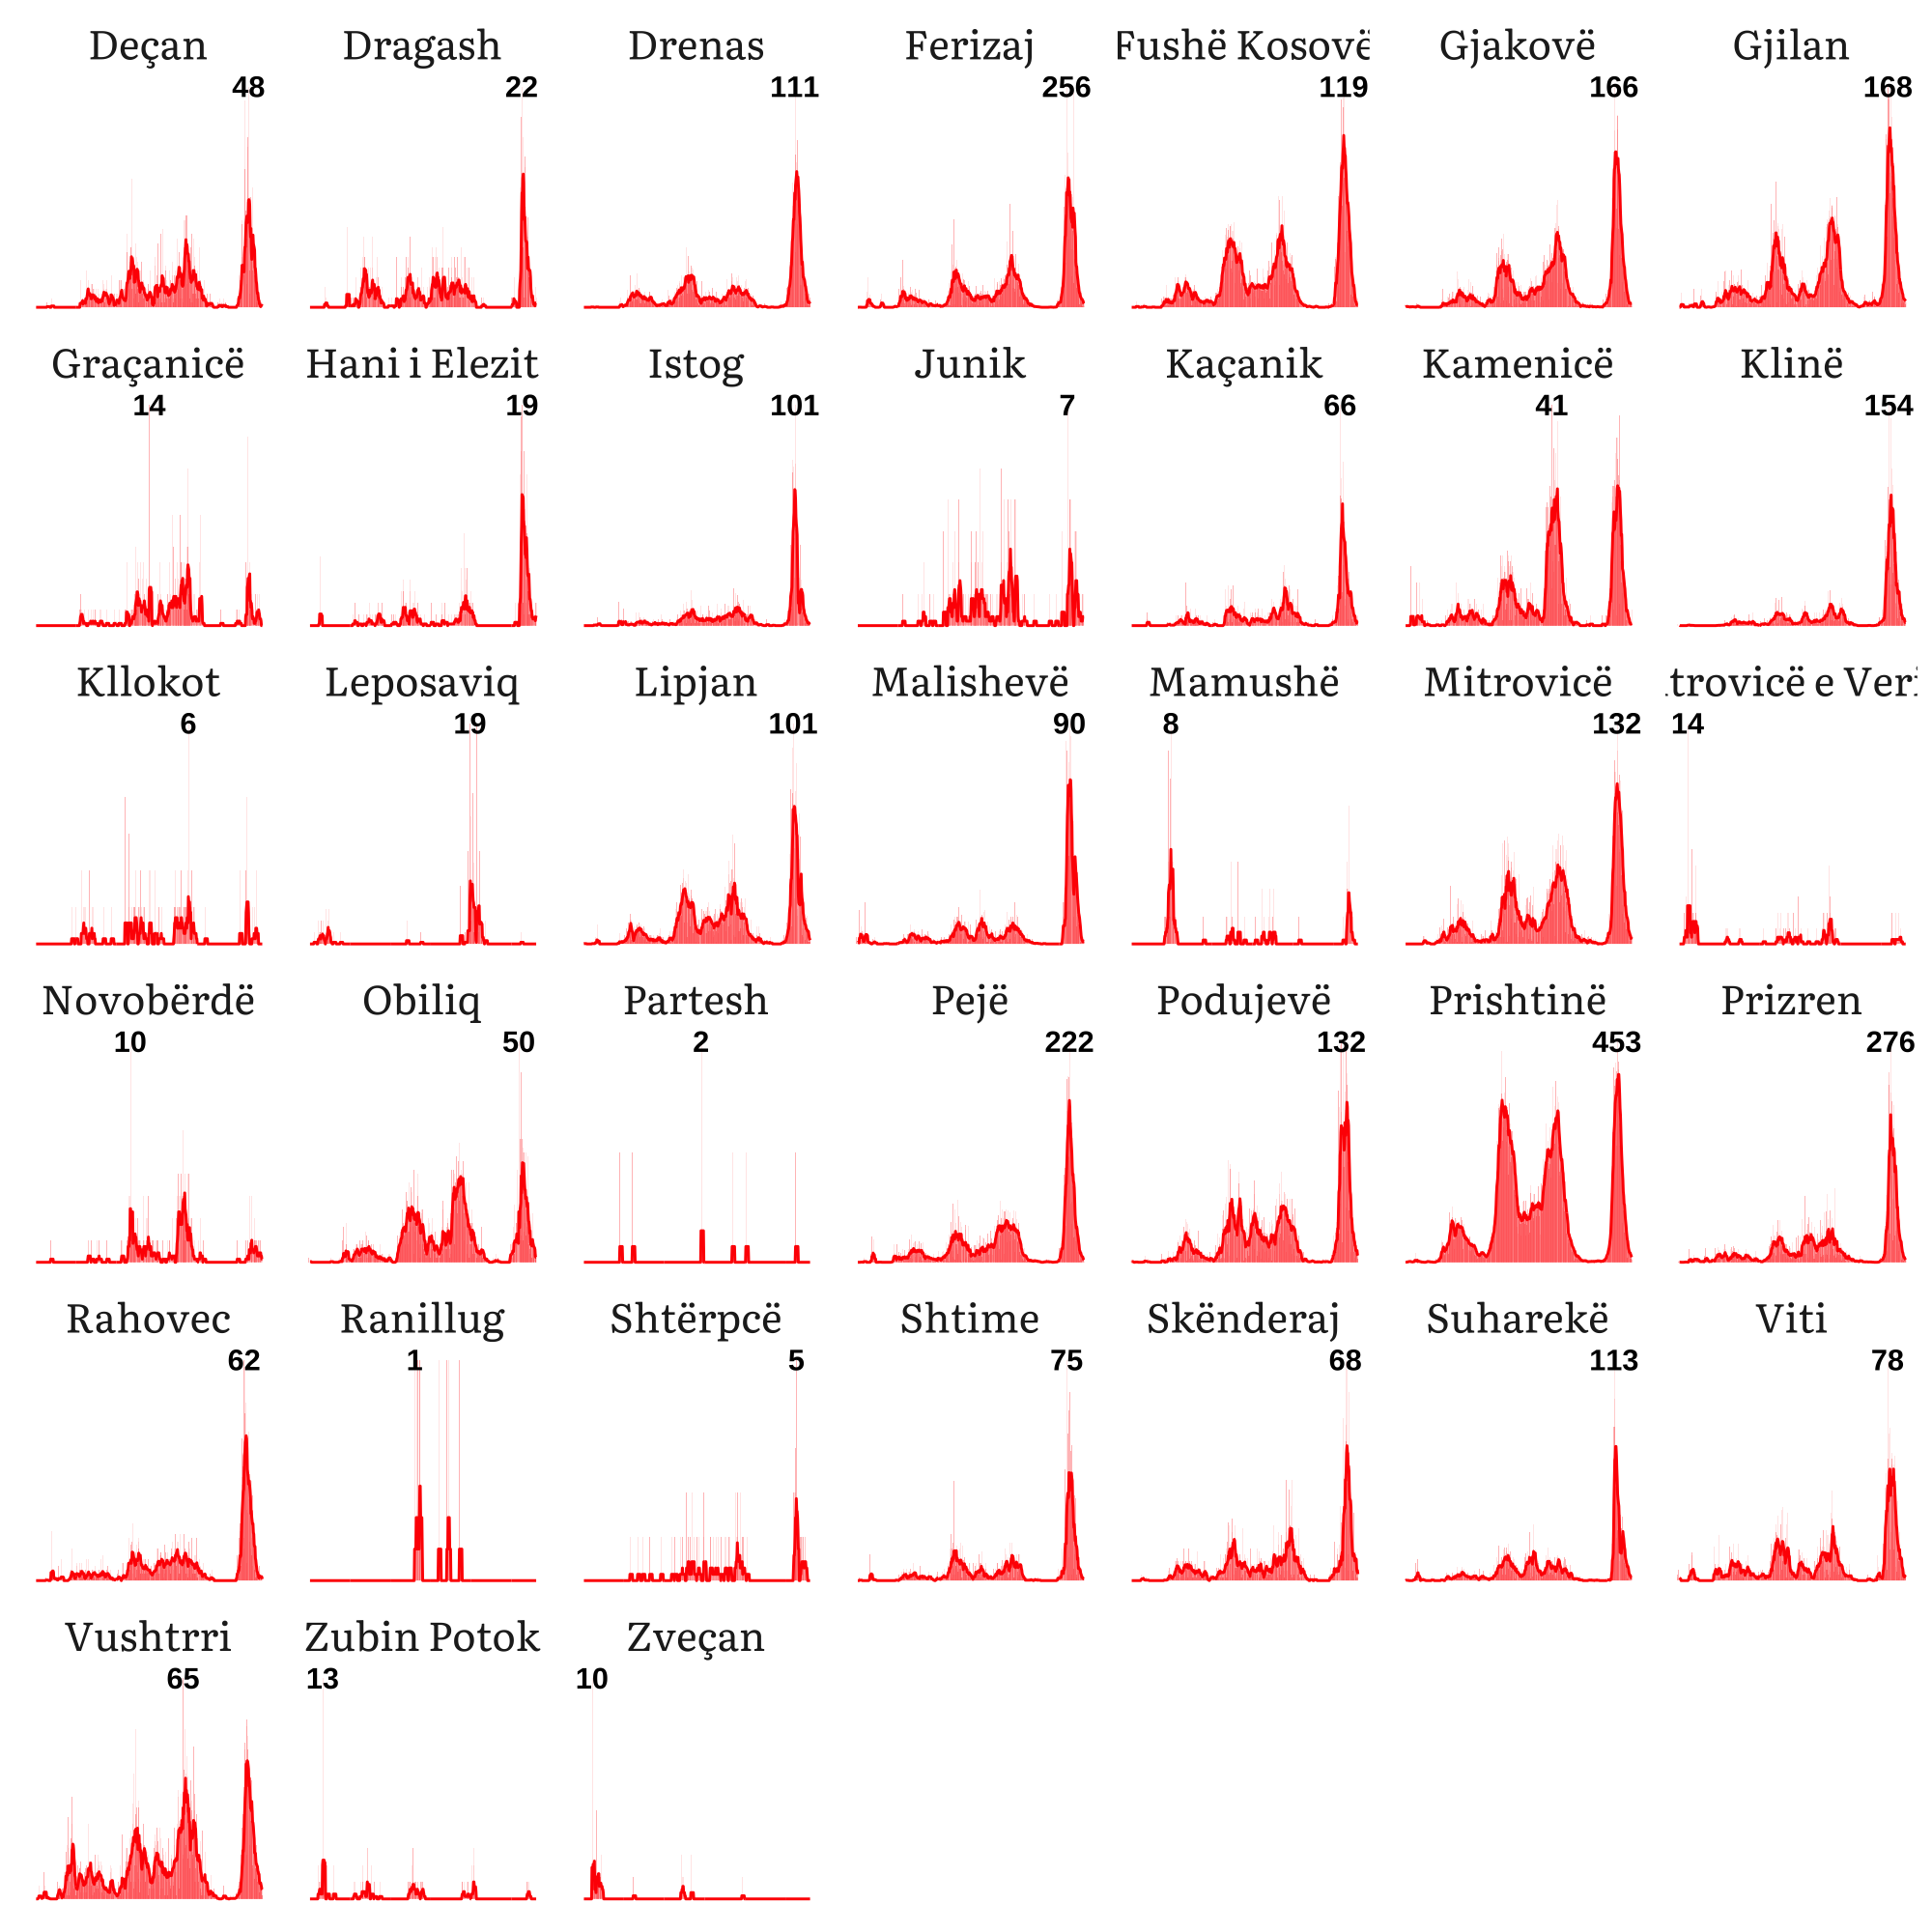 Deçan Dragash Drenas Ferizaj Fushë Kosovë Gjakovë Gjilan
48 22 111 256 119 166 168
Graçanicë Hani i Elezit Istog Junik Kaçanik Kamenicë Klinë
14 19 101 7 66 41 154
Kllokot Leposaviq Lipjan Malishevë Mamushë Mitrovicë trovicë e Veri
6 19 101 90 8 132 14
Novobërdë Obiliq Partesh Pejë Podujevë Prishtinë Prizren
10 50 2 222 132 453 276
Rahovec Ranillug Shtërpcë Shtime Skënderaj Suharekë Viti
62 1 5 75 68 113 78
Vushtrri Zubin Potok Zveçan
65 13 10